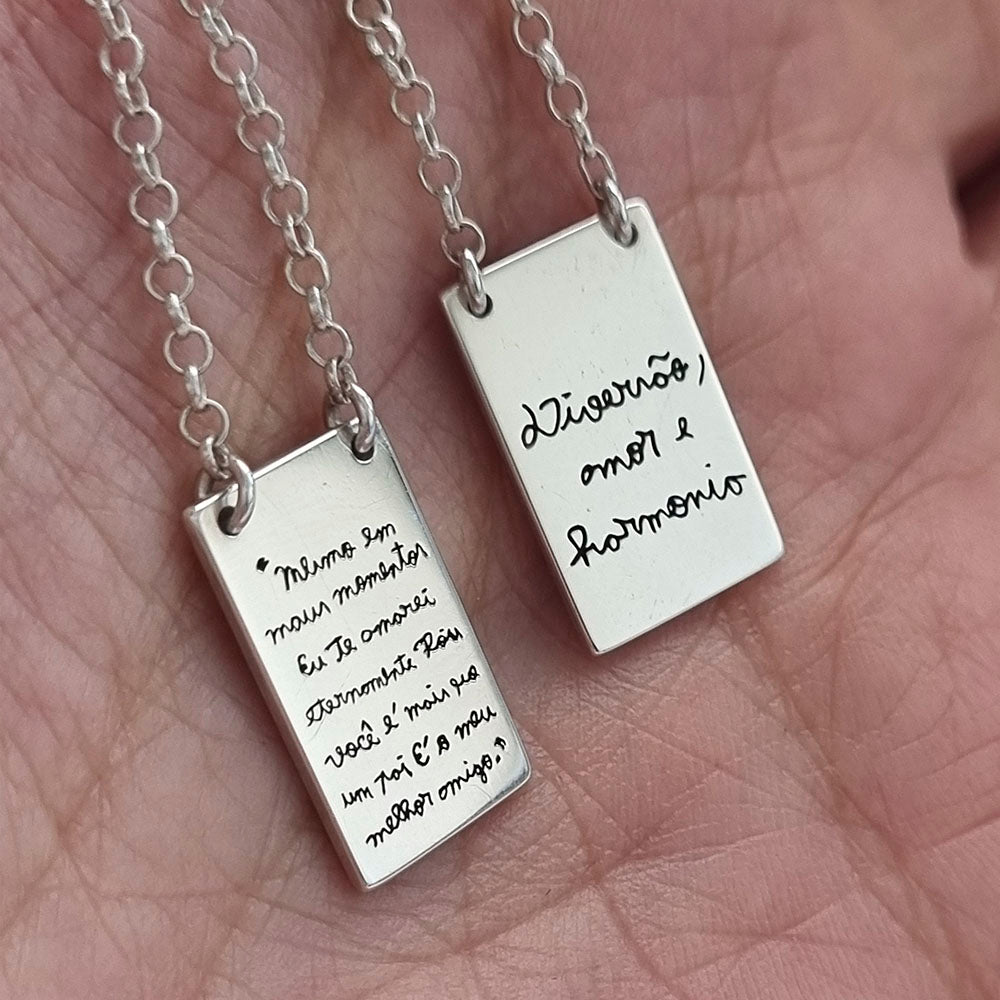 "Mesmo em
maus momentos
Eu te amarei
eternamente
você é mais que
um pai É o meu
melhor amigo."
Diversão,
amor e
harmonia